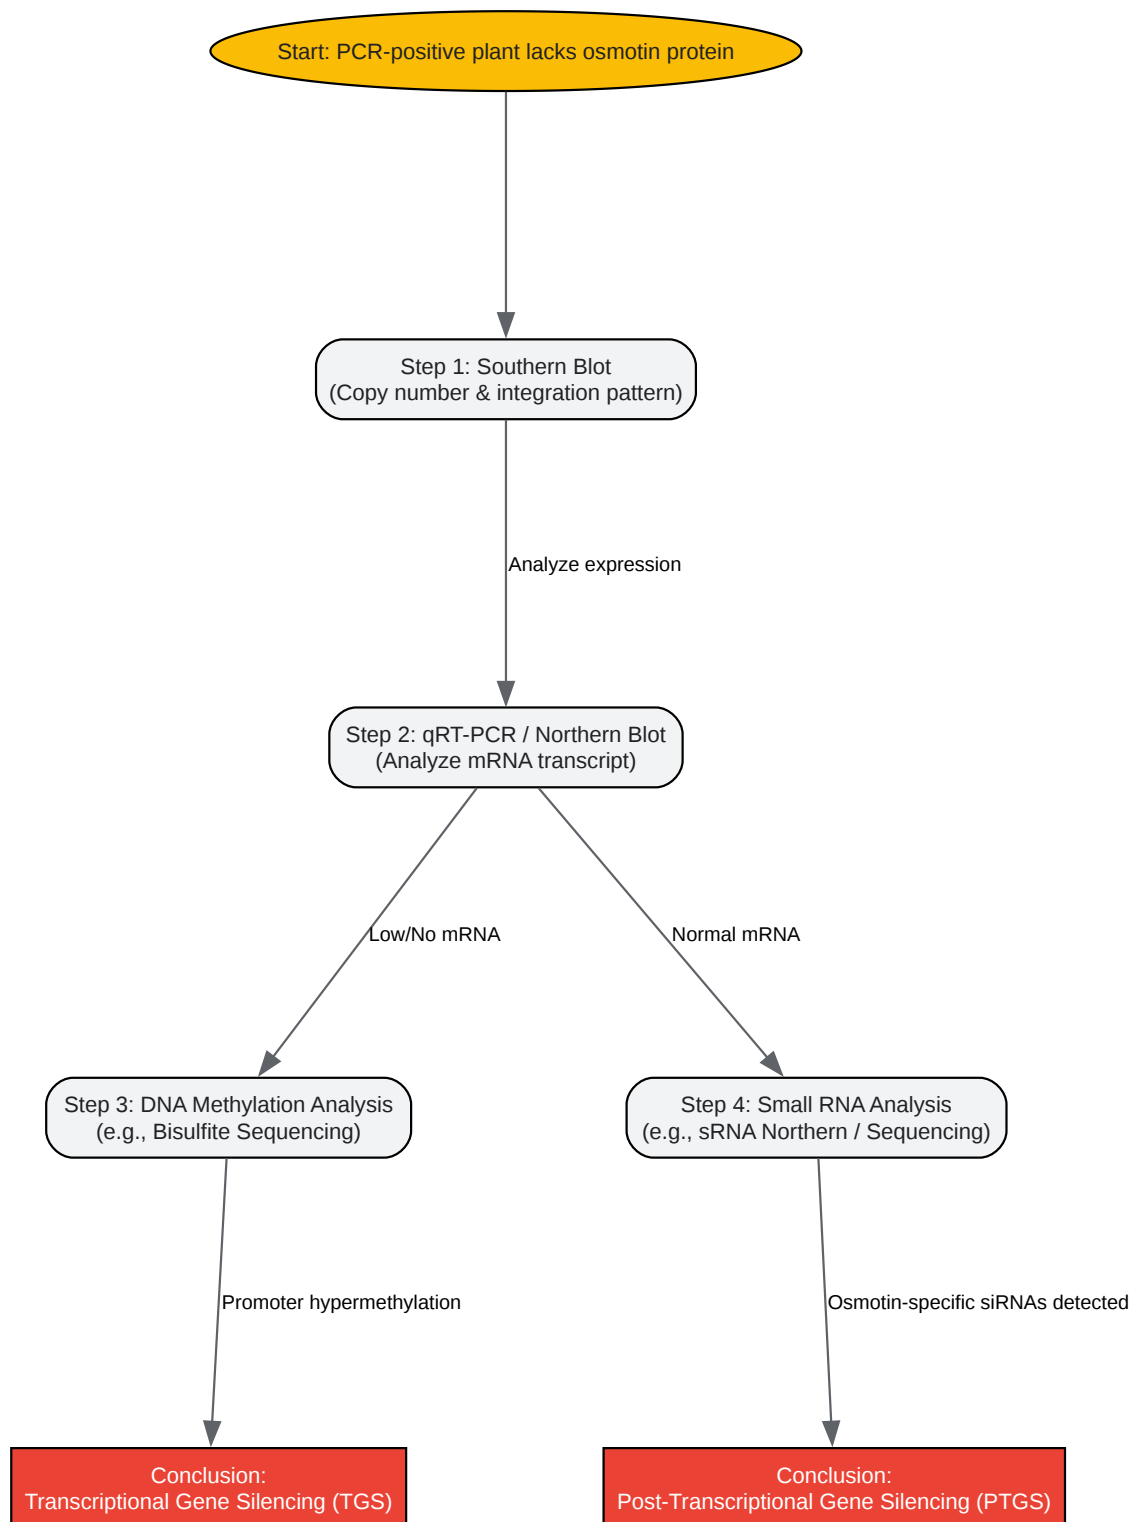 Start: PCR-positive plant lacks osmotin protein
Step 1: Southern Blot
(Copy number & integration pattern)
Analyze expression
Step 2: qRT-PCR / Northern Blot
(Analyze mRNA transcript)
Low/No mRNA
Normal mRNA
Step 3: DNA Methylation Analysis
(e.g., Bisulfite Sequencing)
Step 4: Small RNA Analysis
(e.g., sRNA Northern / Sequencing)
Promoter hypermethylation
Osmotin-specific siRNAs detected
Conclusion:
Transcriptional Gene Silencing (TGS)
Conclusion:
Post-Transcriptional Gene Silencing (PTGS)